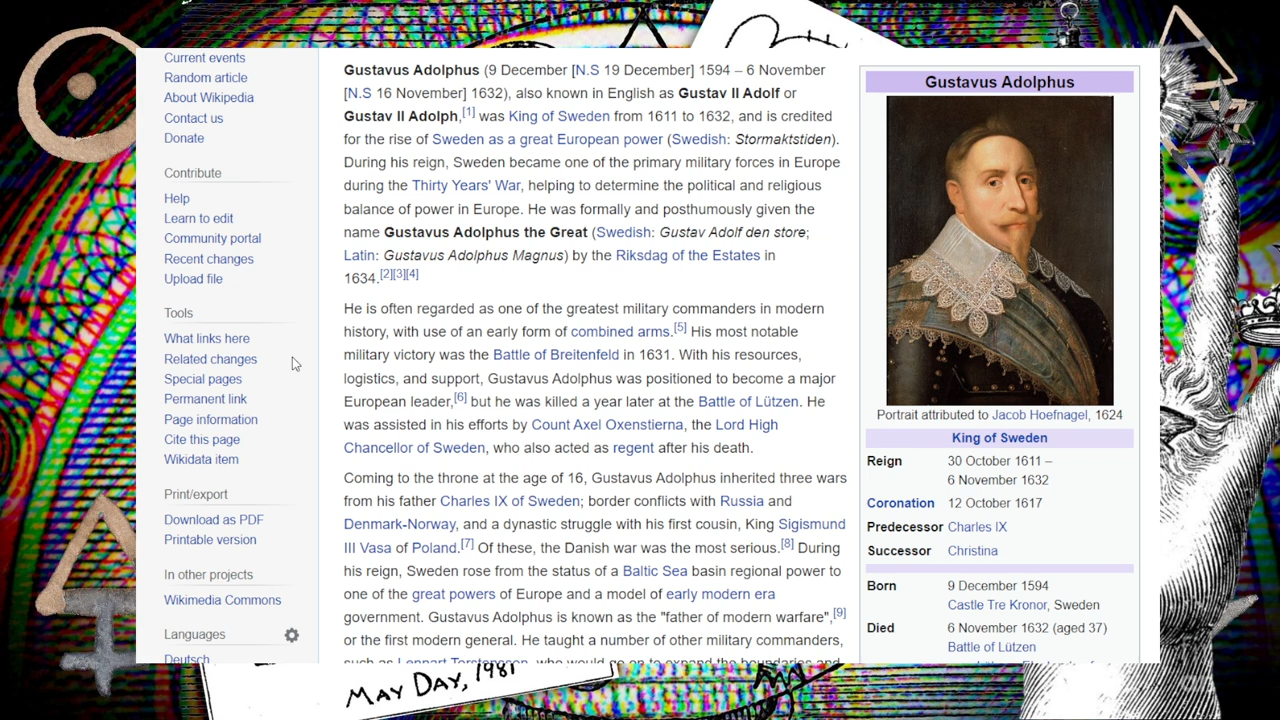 Current events
Random article
About Wikipedia
Contact us
Donate
Contribute
Help
Learn to edit
Community portal
Recent changes
Upload file
Tools
What links here
Related changes
Special pages
Permanent link
Page information
Cite this page
Wikidata item
Print/export
Download as PDF
Printable version
In other projects
Wikimedia Commons
Languages
Deutsch
Gustavus Adolphus (9 December [N.S 19 December] 1594 – 6 November
[N.S 16 November] 1632), also known in English as Gustav II Adolf or
Gustav II Adolph,[1] was King of Sweden from 1611 to 1632, and is credited
for the rise of Sweden as a great European power (Swedish: Stormaktstiden).
During his reign, Sweden became one of the primary military forces in Europe
during the Thirty Years' War, helping to determine the political and religious
balance of power in Europe. He was formally and posthumously given the
name Gustavus Adolphus the Great (Swedish: Gustav Adolf den store;
Latin: Gustavus Adolphus Magnus) by the Riksdag of the Estates in
1634.[2][3][4]
He is often regarded as one of the greatest military commanders in modern
history, with use of an early form of combined arms.[5] His most notable
military victory was the Battle of Breitenfeld in 1631. With his resources,
logistics, and support, Gustavus Adolphus was positioned to become a major
European leader,[6] but he was killed a year later at the Battle of Lützen. He
was assisted in his efforts by Count Axel Oxenstierna, the Lord High
Chancellor of Sweden, who also acted as regent after his death.
Coming to the throne at the age of 16, Gustavus Adolphus inherited three wars
from his father Charles IX of Sweden; border conflicts with Russia and
Denmark-Norway, and a dynastic struggle with his first cousin, King Sigismund
III Vasa of Poland.[7] Of these, the Danish war was the most serious.[8] During
his reign, Sweden rose from the status of a Baltic Sea basin regional power to
one of the great powers of Europe and a model of early modern era
government. Gustavus Adolphus is known as the "father of modern warfare",[9]
or the first modern general. He taught a number of other military commanders,
such as Lennart Torstensson, who would go on to expand the boundaries and
Gustavus Adolphus
Portrait attributed to Jacob Hoefnagel, 1624
King of Sweden
Reign 30 October 1611 –
6 November 1632
Coronation 12 October 1617
Predecessor Charles IX
Successor Christina
Born 9 December 1594
Castle Tre Kronor, Sweden
Died 6 November 1632 (aged 37)
Battle of Lützen
MAY DAY, 1981